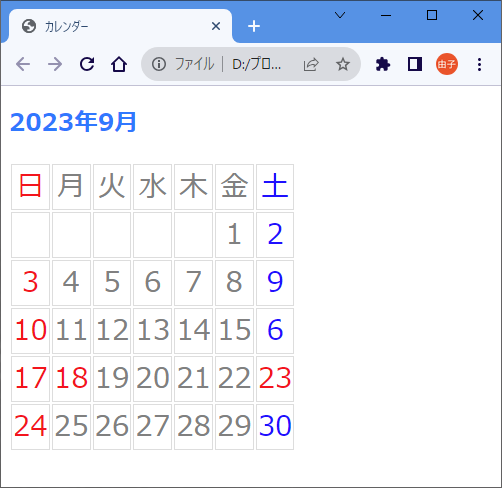 カレンダー
ファイル | D:/プロ...
由子
2023年9月
日 月 火 水 木 金 土
1 2
3 4 5 6 7 8 9
10 11 12 13 14 15 6
17 18 19 20 21 22 23
24 25 26 27 28 29 30